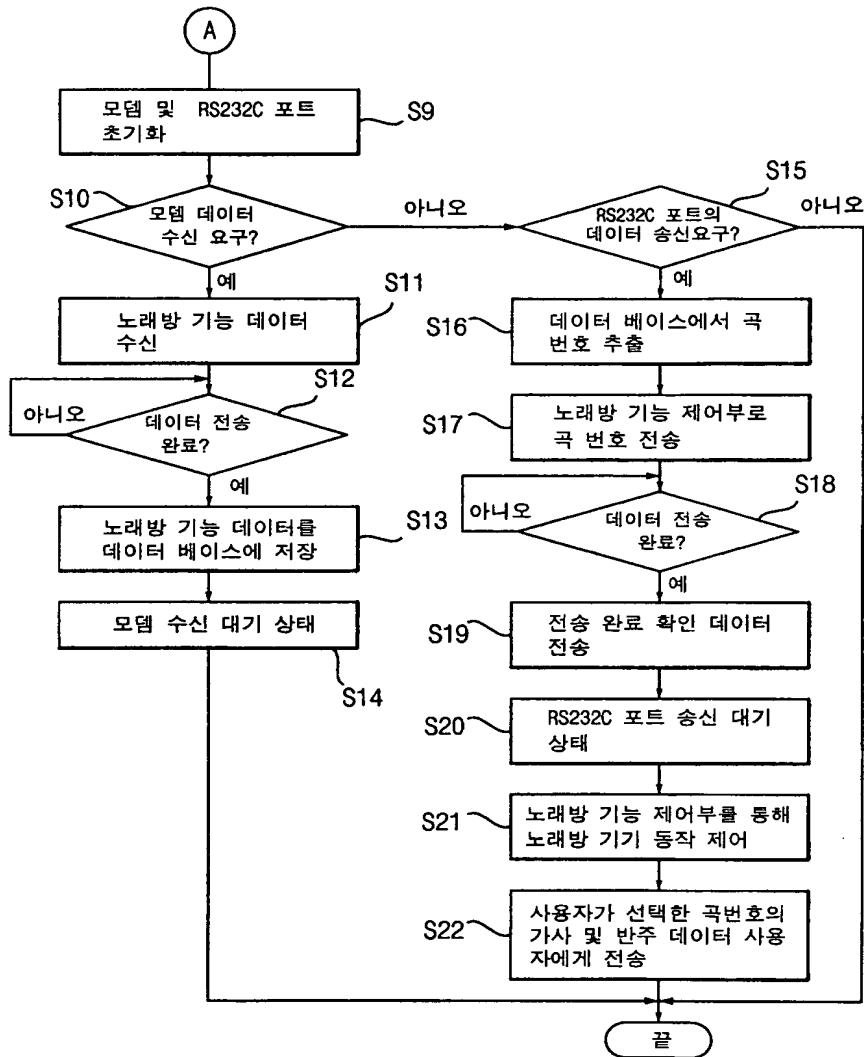 A
모뎀 및 RS232C 포트
초기화
S9
S10
모뎀 데이터
수신 요구?
아니오
예
노래방 기능 데이터
수신
S11
S12
아니오
데이터 전송
완료?
예
노래방 기능 데이터를
데이터 베이스에 저장
S13
모뎀 수신 대기 상태
S14
S15
RS232C 포트의
데이터 송신요구?
아니오
예
S16
데이터 베이스에서 곡
번호 추출
S17
노래방 기능 제어부로
곡 번호 전송
S18
아니오
데이터 전송
완료?
예
S19
전송 완료 확인 데이터
전송
S20
RS232C 포트 송신 대기
상태
S21
노래방 기능 제어부를 통해
노래방 기기 동작 제어
S22
사용자가 선택한 곡번호의
가사 및 반주 데이터 사용
자에게 전송
끝